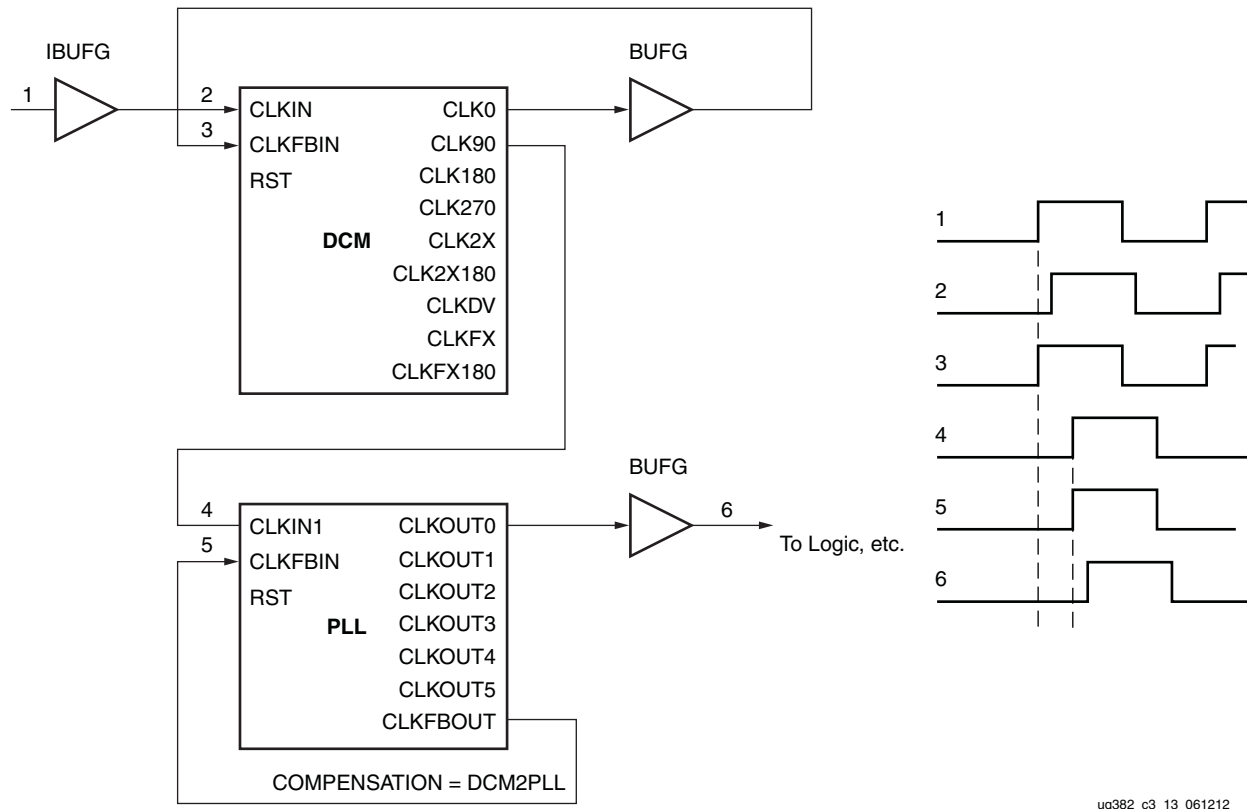 IBUFG
BUFG
1
2
3
CLKIN
CLKFBIN
RST
DCM
CLK0
CLK90
CLK180
CLK270
CLK2X
CLK2X180
CLKDV
CLKFX
CLKFX180
BUFG
4
5
6
CLKIN1
CLKFBIN
RST
PLL
CLKOUT0
CLKOUT1
CLKOUT2
CLKOUT3
CLKOUT4
CLKOUT5
CLKFBOUT
To Logic, etc.
COMPENSATION = DCM2PLL
1
2
3
4
5
6
ug382_c3_13_061212